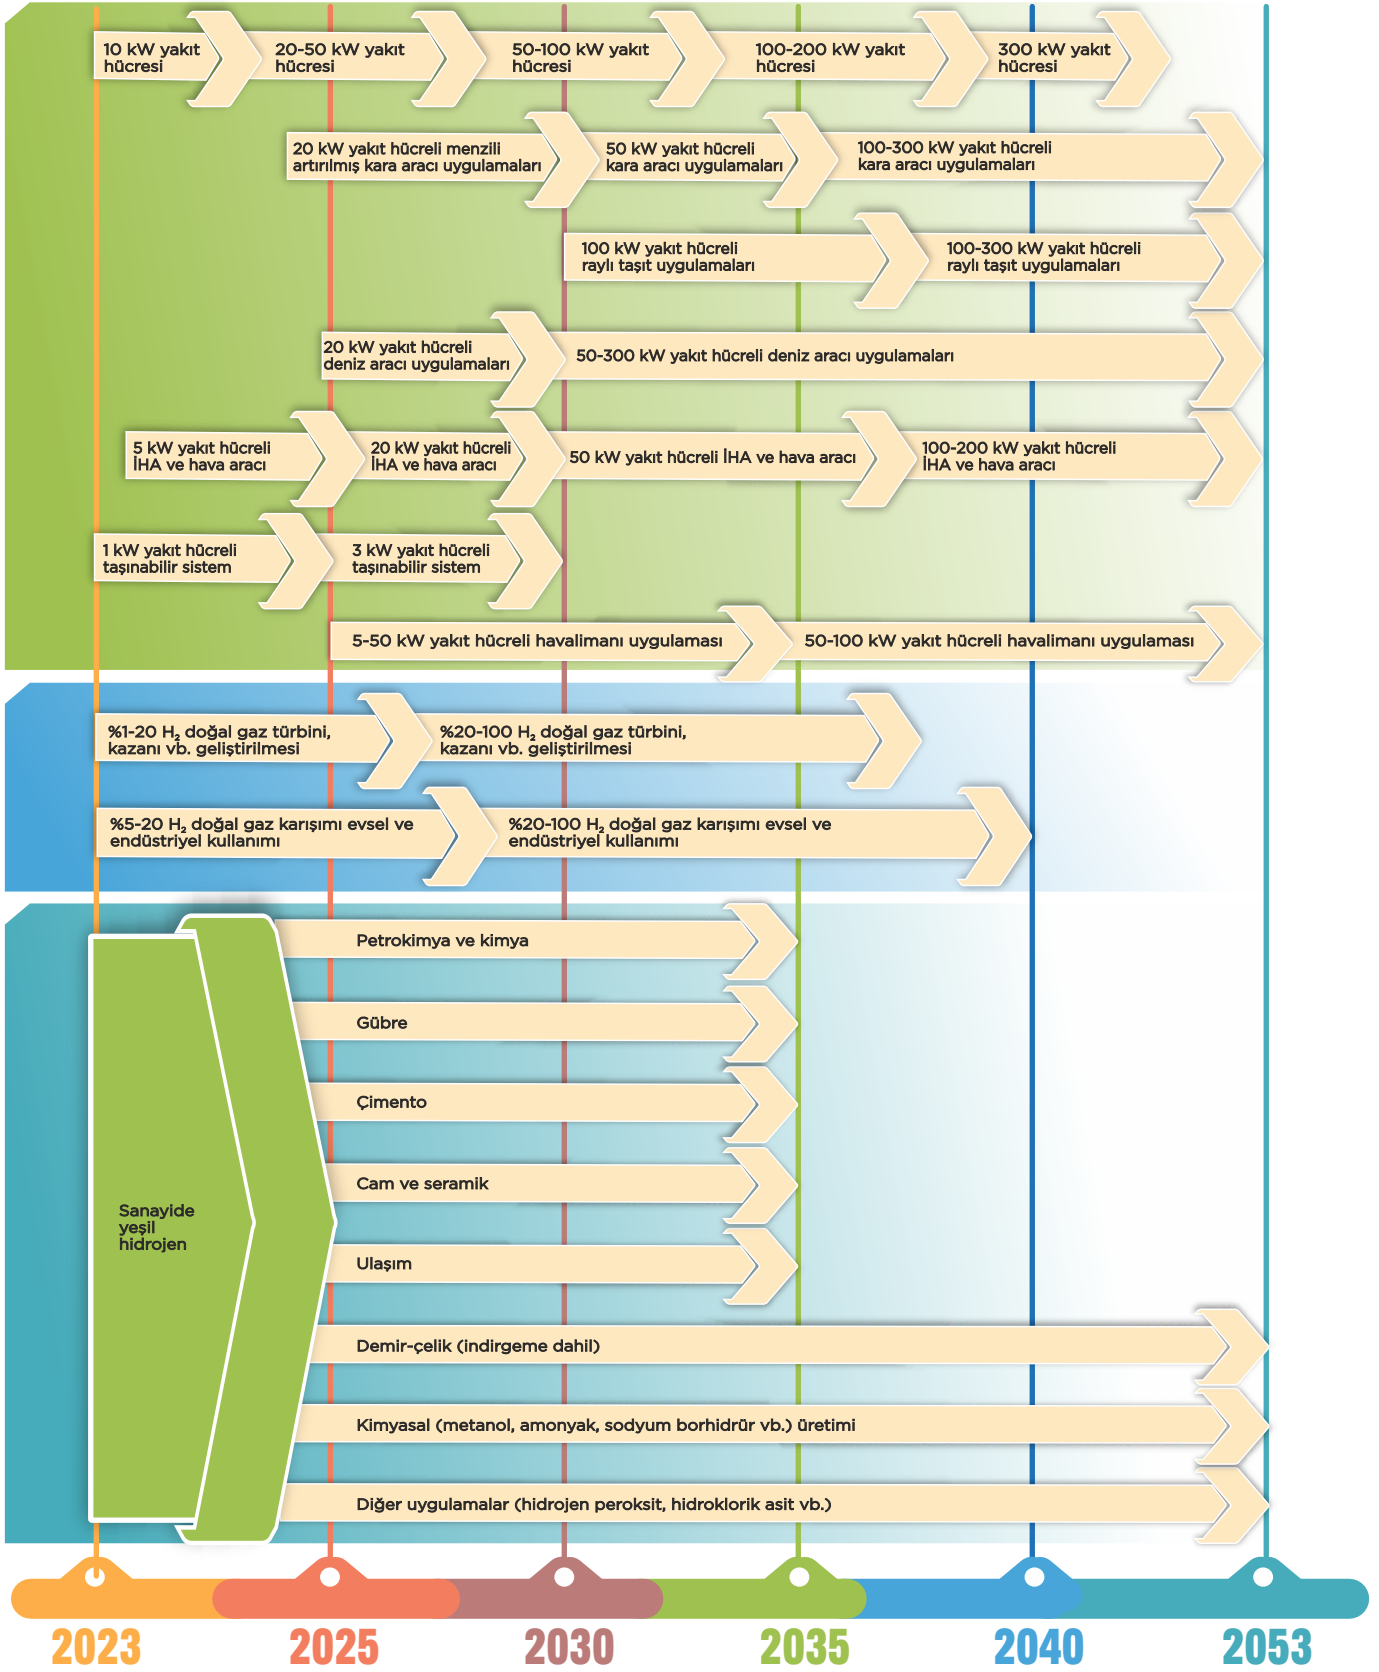 10 kW yakıt
hücresi
20-50 kW yakıt
hücresi
50-100 kW yakıt
hücresi
100-200 kW yakıt
hücresi
300 kW yakıt
hücresi
20 kW yakıt hücreli menzili
artırılmış kara aracı uygulamaları
50 kW yakıt hücreli
kara aracı uygulamaları
100-300 kW yakıt hücreli
kara aracı uygulamaları
100 kW yakıt hücreli
raylı taşıt uygulamaları
100-300 kW yakıt hücreli
raylı taşıt uygulamaları
20 kW yakıt hücreli
deniz aracı uygulamaları
50-300 kW yakıt hücreli deniz aracı uygulamaları
5 kW yakıt hücreli
İHA ve hava aracı
20 kW yakıt hücreli
İHA ve hava aracı
50 kW yakıt hücreli İHA ve hava aracı
100-200 kW yakıt hücreli
İHA ve hava aracı
1 kW yakıt hücreli
taşınabilir sistem
3 kW yakıt hücreli
taşınabilir sistem
5-50 kW yakıt hücreli havalimanı uygulaması
50-100 kW yakıt hücreli havalimanı uygulaması
%1-20 H₂ doğal gaz türbini,
kazanı vb. geliştirilmesi
%20-100 H₂ doğal gaz türbini,
kazanı vb. geliştirilmesi
%5-20 H₂ doğal gaz karışımı evsel ve
endüstriyel kullanımı
%20-100 H₂ doğal gaz karışımı evsel ve
endüstriyel kullanımı
Sanayide
yeşil
hidrojen
Petrokimya ve kimya
Gübre
Çimento
Cam ve seramik
Ulaşım
Demir-çelik (indirgeme dahil)
Kimyasal (metanol, amonyak, sodyum borhidrür vb.) üretimi
Diğer uygulamalar (hidrojen peroksit, hidroklorik asit vb.)
2023
2025
2030
2035
2040
2053